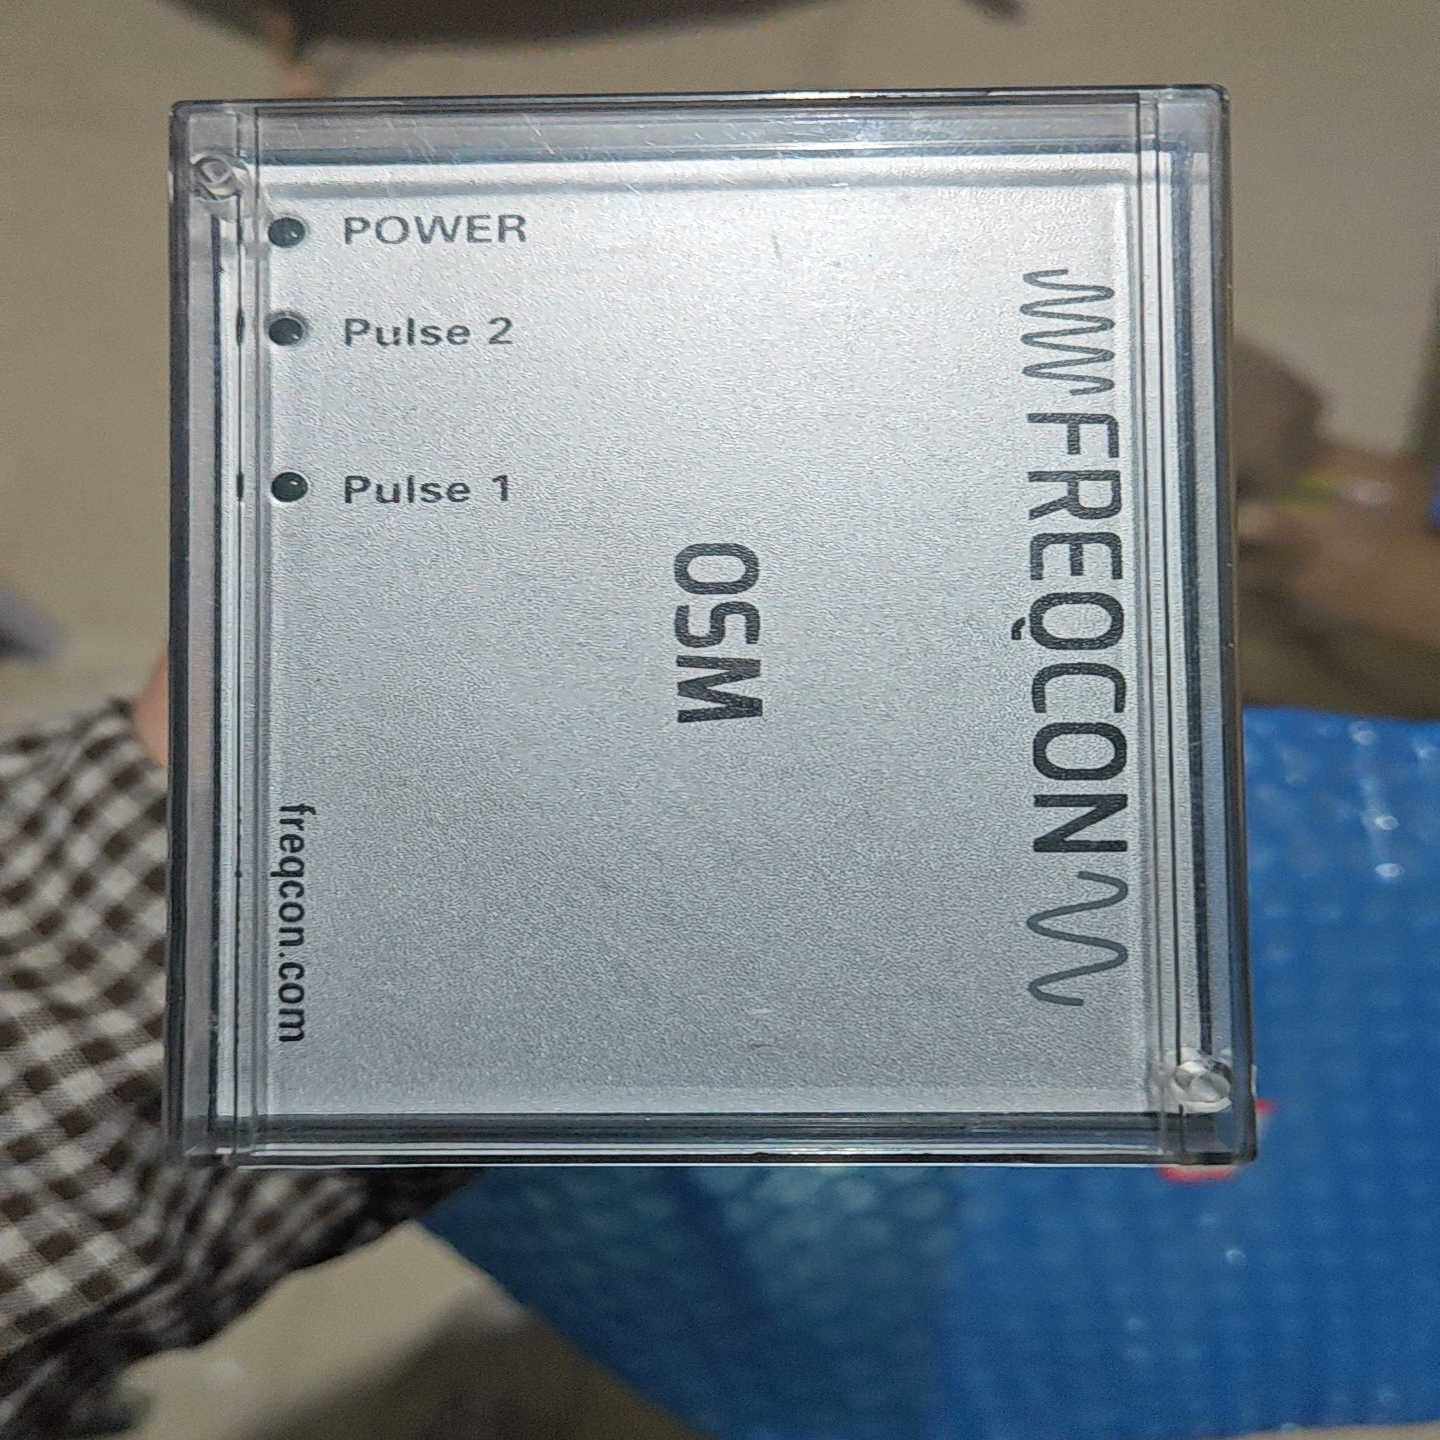 POWER
Pulse 2
Pulse 1
FREQCON
OSM
freqcon.com